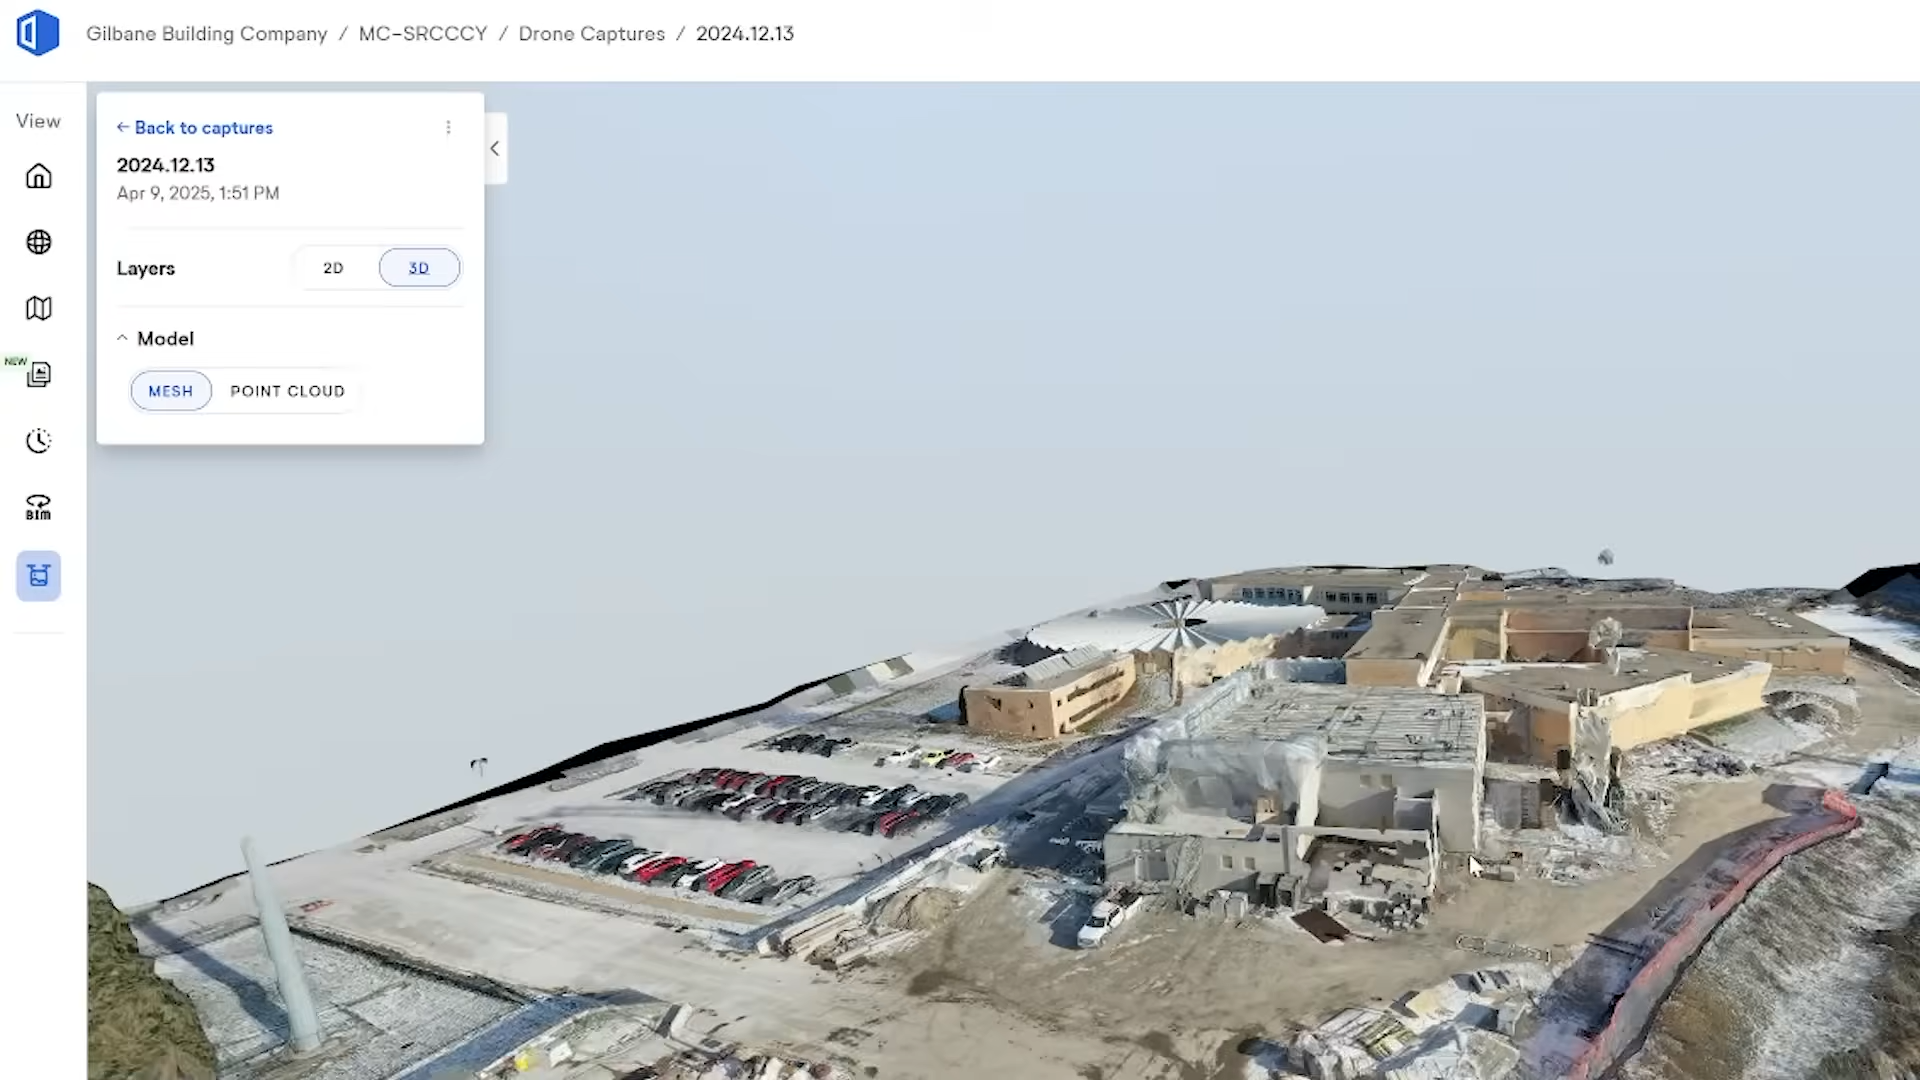 Gilbane Building Company / MC-SRCCCY / Drone Captures / 2024.12.13
View
← Back to captures
2024.12.13
Apr 9, 2025, 1:51 PM
Layers
2D
3D
Model
MESH
POINT CLOUD
NEW
BIM